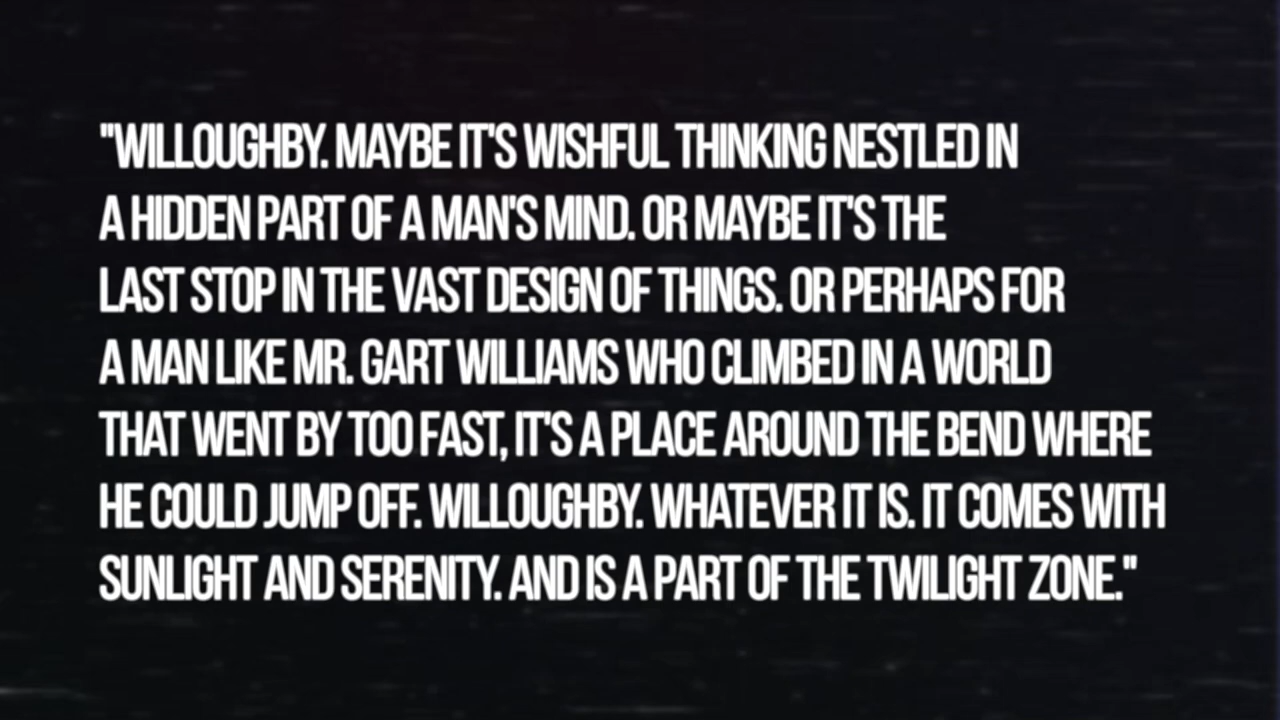 "WILLOUGHBY. MAYBE IT'S WISHFUL THINKING NESTLED IN
A HIDDEN PART OF A MAN'S MIND. OR MAYBE IT'S THE
LAST STOP IN THE VAST DESIGN OF THINGS. OR PERHAPS FOR
A MAN LIKE MR. GART WILLIAMS WHO CLIMBED IN A WORLD
THAT WENT BY TOO FAST, IT'S A PLACE AROUND THE BEND WHERE
HE COULD JUMP OFF. WILLOUGHBY. WHATEVER IT IS. IT COMES WITH
SUNLIGHT AND SERENITY. AND IS A PART OF THE TWILIGHT ZONE."